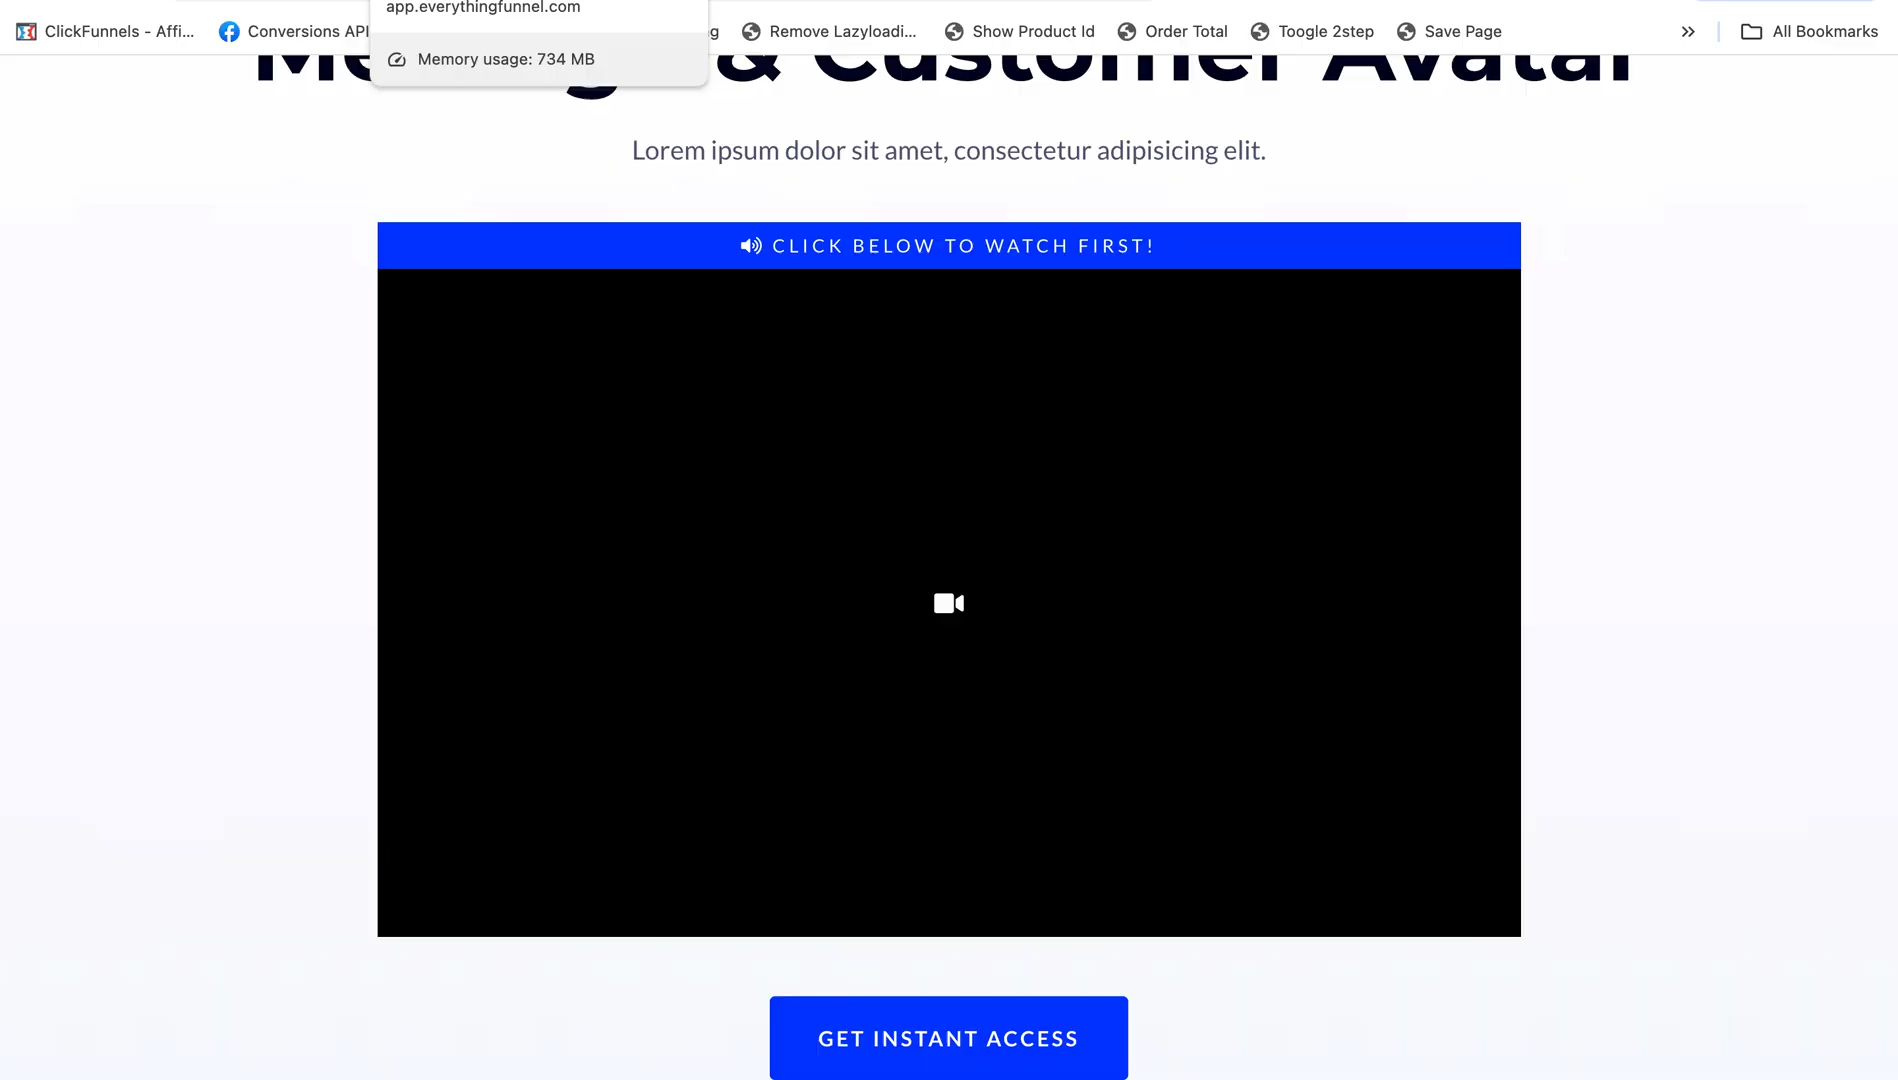 app.everythingfunnel.com
ClickFunnels - Affi... Conversions API g Remove Lazyloadi... Show Product Id Order Total Toogle 2step Save Page » All Bookmarks
Memory usage: 734 MB
& Customer Avatar
Lorem ipsum dolor sit amet, consectetur adipisicing elit.
CLICK BELOW TO WATCH FIRST!
GET INSTANT ACCESS